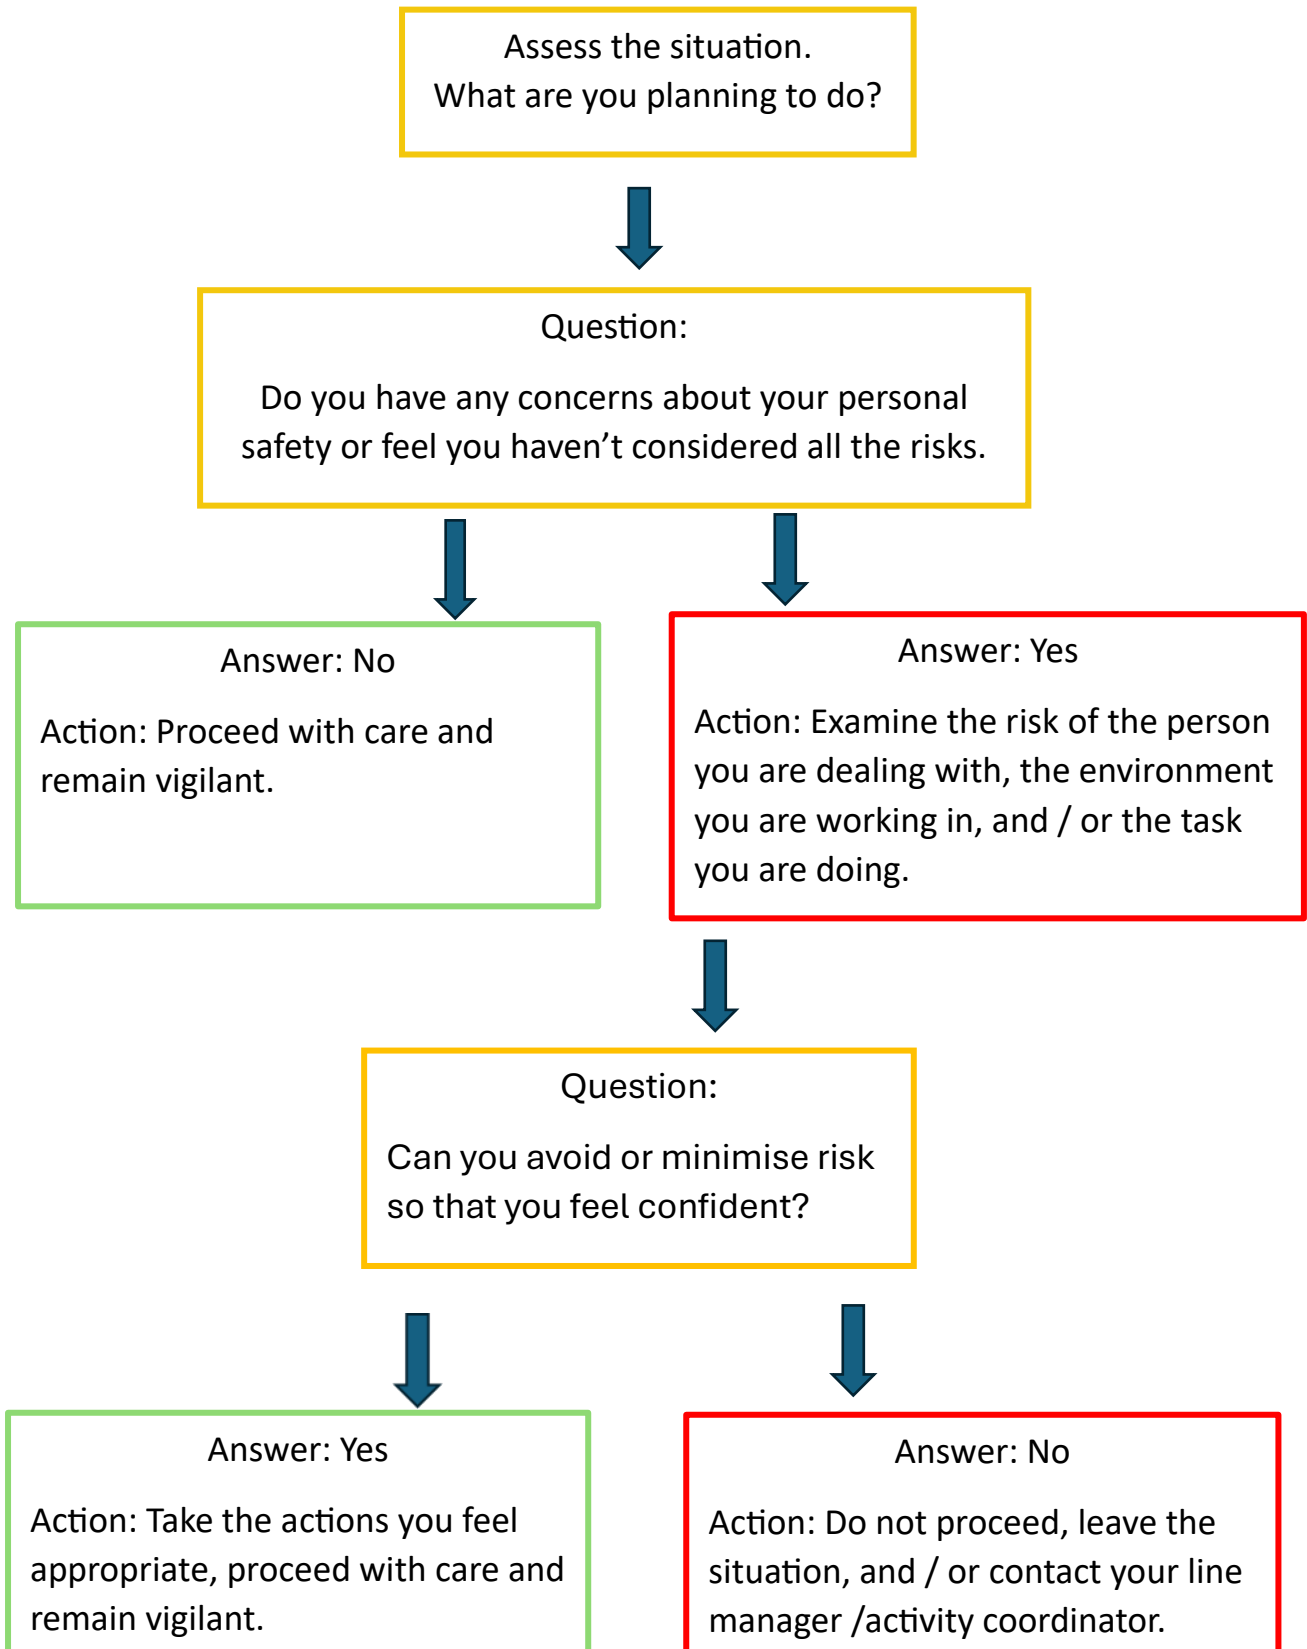 Assess the situation.
What are you planning to do?
Question:
Do you have any concerns about your personal
safety or feel you haven’t considered all the risks.
Answer: No
Action: Proceed with care and
remain vigilant.
Answer: Yes
Action: Examine the risk of the person
you are dealing with, the environment
you are working in, and / or the task
you are doing.
Question:
Can you avoid or minimise risk
so that you feel confident?
Answer: Yes
Action: Take the actions you feel
appropriate, proceed with care and
remain vigilant.
Answer: No
Action: Do not proceed, leave the
situation, and / or contact your line
manager /activity coordinator.